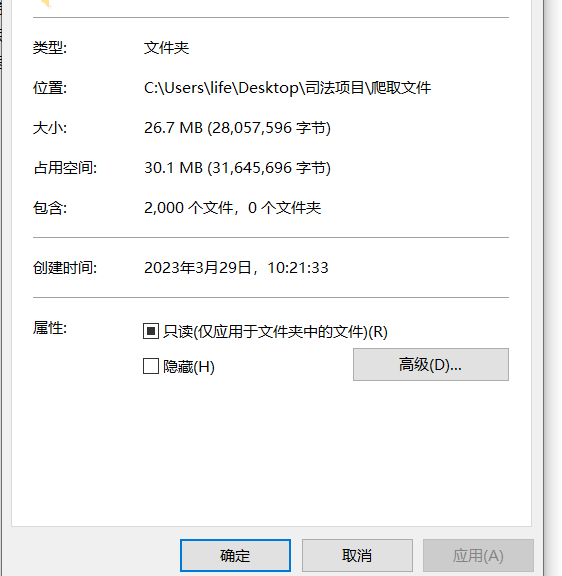 类型: 文件夹
位置: C:\Users\life\Desktop\司法项目\爬取文件
大小: 26.7 MB (28,057,596 字节)
占用空间: 30.1 MB (31,645,696 字节)
包含: 2,000 个文件，0 个文件夹
创建时间: 2023年3月29日，10:21:33
属性: 只读(仅应用于文件夹中的文件)(R)
隐藏(H) 高级(D)...
确定 取消 应用(A)